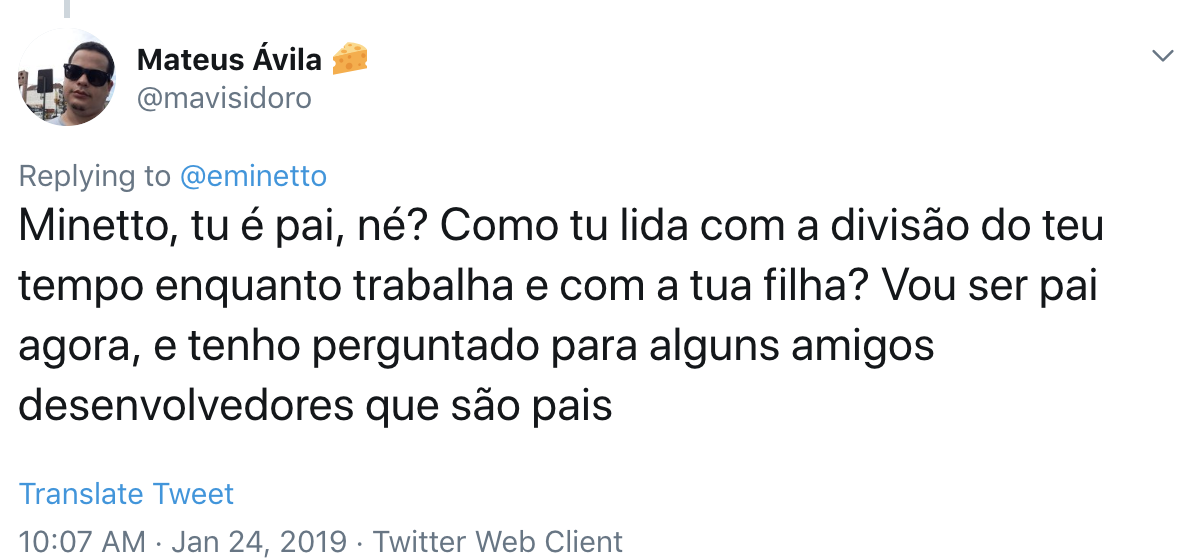 Mateus Ávila 🧀
@mavisidoro
Replying to @eminetto
Minetto, tu é pai, né? Como tu lida com a divisão do teu
tempo enquanto trabalha e com a tua filha? Vou ser pai
agora, e tenho perguntado para alguns amigos
desenvolvedores que são pais
Translate Tweet
10:07 AM · Jan 24, 2019 · Twitter Web Client